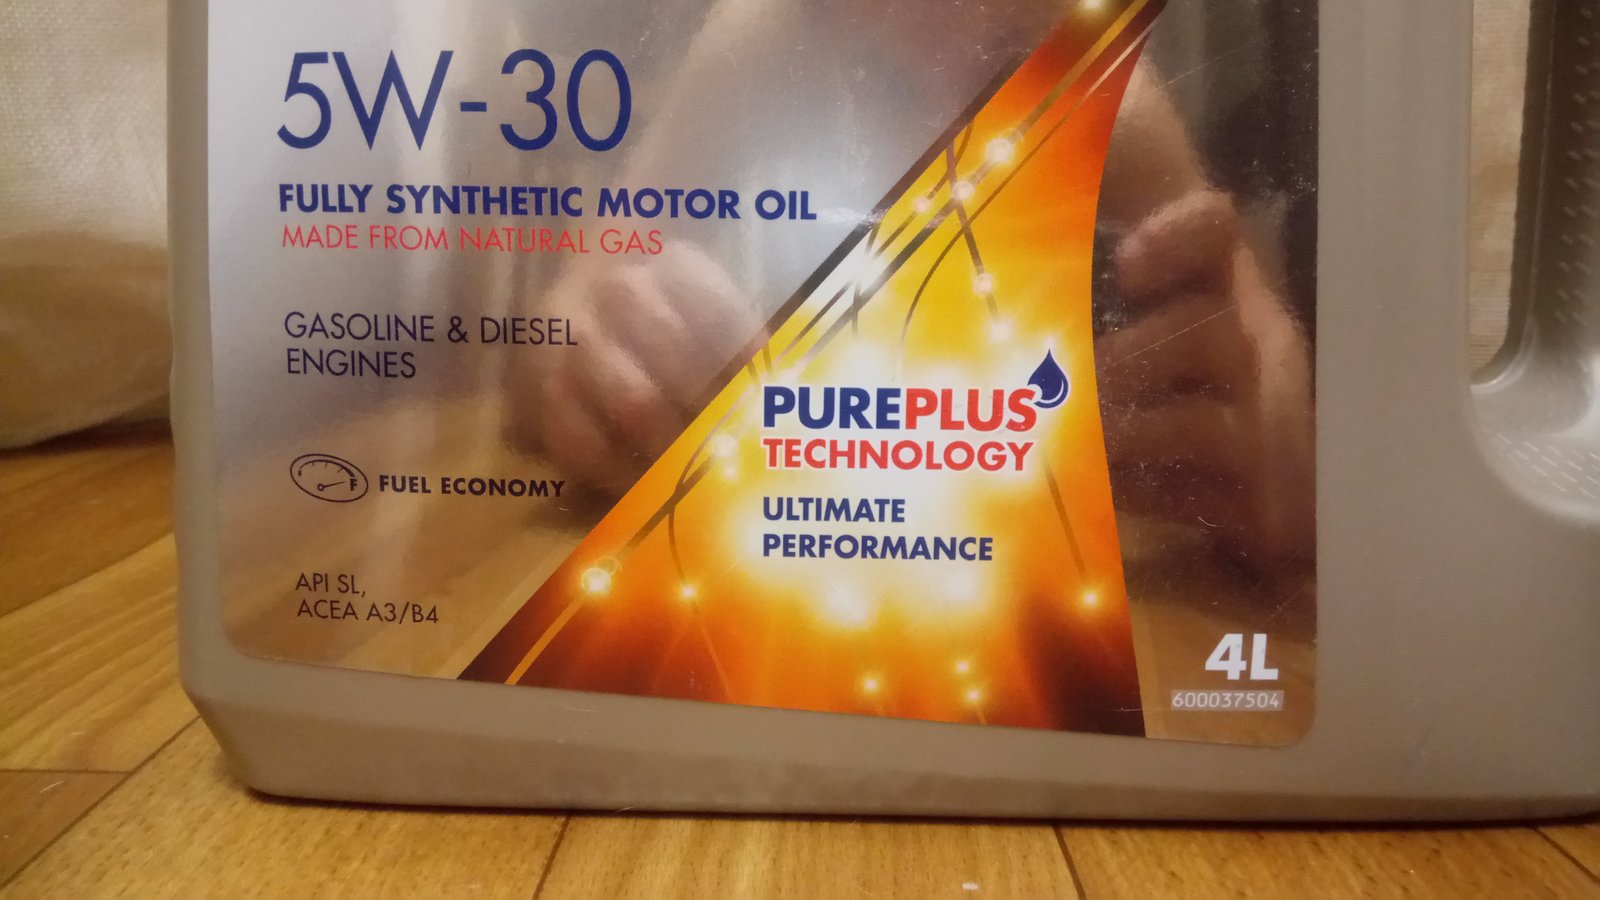 5W-30
FULLY SYNTHETIC MOTOR OIL
MADE FROM NATURAL GAS
GASOLINE & DIESEL
ENGINES
FUEL ECONOMY
API SL,
ACEA A3/B4
PUREPLUS
TECHNOLOGY
ULTIMATE
PERFORMANCE
4L
600037504